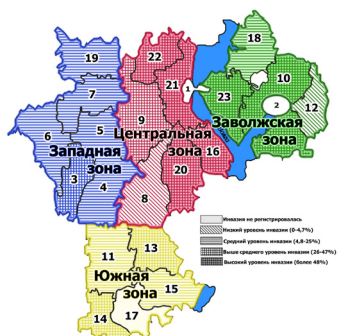 18
22
19
21
10
7
1
23
2
12
9
5
Центральная
Заволжская
6
Западная
зона
16
зона
зона
3
4
20
8
Инвазия не регистрировалась
Низкий уровень инвазии (0-4,7%)
Средний уровень инвазии (4,8-25%)
Выше среднего уровень инвазии (26-47%)
Высокий уровень инвазии (более 48%)
13
11
Южная
зона
15
14
17